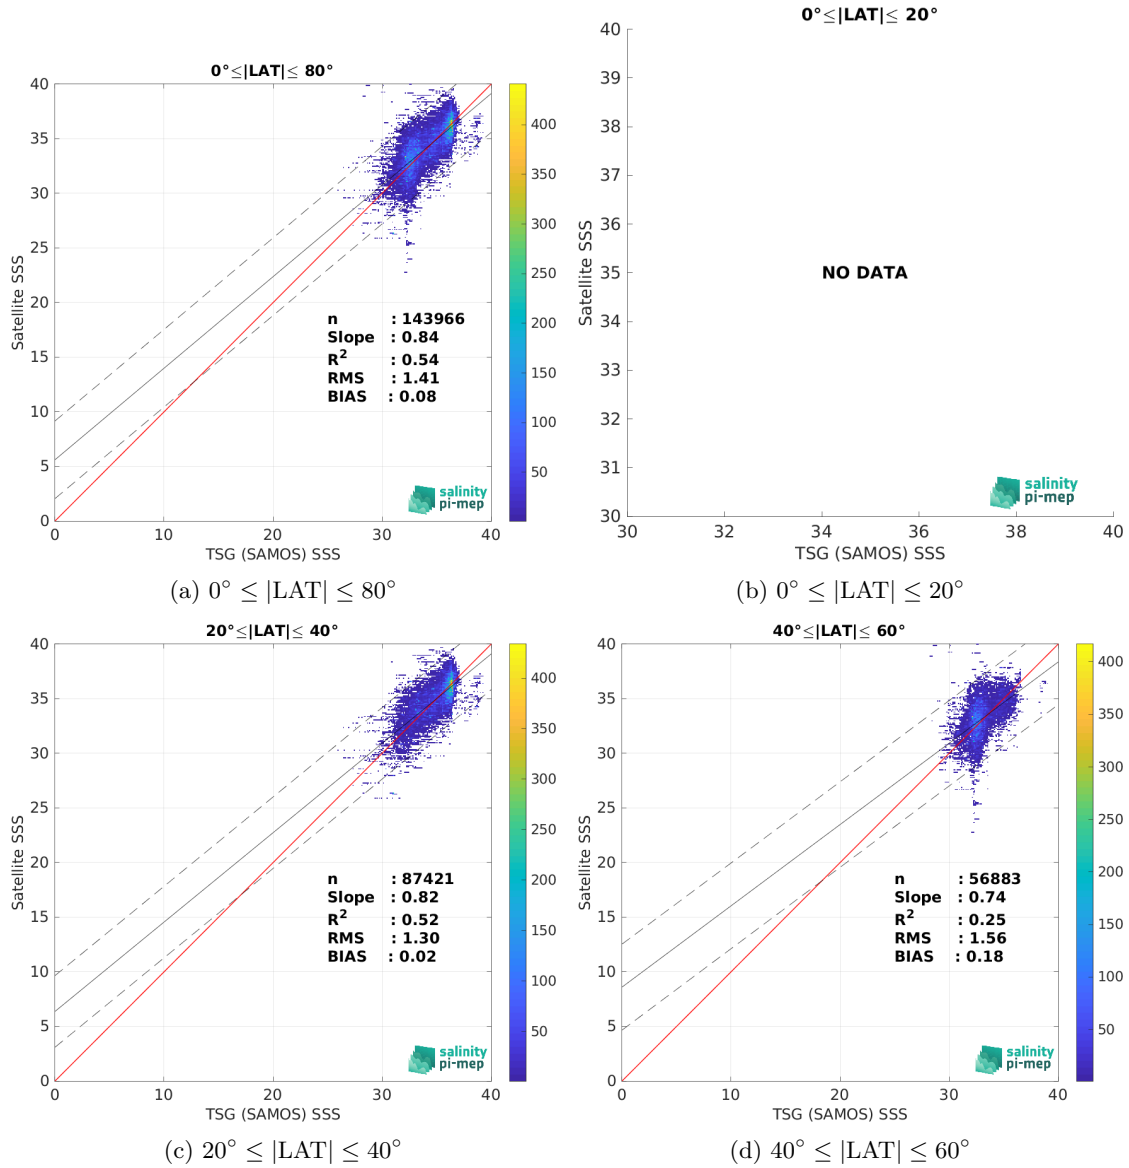 0°≤|LAT|≤ 80°
40
35
30
25
20
15
10
5
0
Satellite SSS
n : 143966
Slope : 0.84
R² : 0.54
RMS : 1.41
BIAS : 0.08
salinity
pi-mep
0 10 20 30 40
TSG (SAMOS) SSS
400
350
300
250
200
150
100
50
(a) 0° ≤ |LAT| ≤ 80°
0°≤|LAT|≤ 20°
40
39
38
37
36
35
34
33
32
31
30
Satellite SSS
NO DATA
salinity
pi-mep
30 32 34 36 38 40
TSG (SAMOS) SSS
(b) 0° ≤ |LAT| ≤ 20°
20°≤|LAT|≤ 40°
40
35
30
25
20
15
10
5
0
Satellite SSS
n : 87421
Slope : 0.82
R² : 0.52
RMS : 1.30
BIAS : 0.02
salinity
pi-mep
0 10 20 30 40
TSG (SAMOS) SSS
400
350
300
250
200
150
100
50
(c) 20° ≤ |LAT| ≤ 40°
40°≤|LAT|≤ 60°
40
35
30
25
20
15
10
5
0
Satellite SSS
n : 56883
Slope : 0.74
R² : 0.25
RMS : 1.56
BIAS : 0.18
salinity
pi-mep
0 10 20 30 40
TSG (SAMOS) SSS
400
350
300
250
200
150
100
50
(d) 40° ≤ |LAT| ≤ 60°